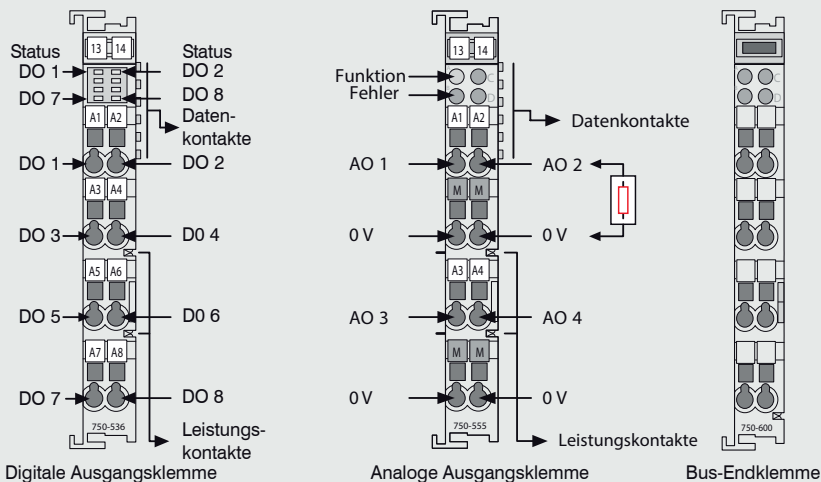 13 14
Status
Status
DO 1
DO 2
DO 7
DO 8
A1 A2
Daten-
kontakte
DO 1
DO 2
A3 A4
DO 3
D0 4
A5 A6
DO 5
D0 6
A7 A8
DO 7
DO 8
750-536
Leistungs-
kontakte
Digitale Ausgangsklemme
13 14
Funktion
C
Fehler
D
A1 A2
Datenkontakte
AO 1
AO 2
M M
0 V
0 V
A3 A4
AO 3
AO 4
M M
0 V
0 V
750-555
Leistungskontakte
Analoge Ausgangsklemme
C
D
750-600
Bus-Endklemme